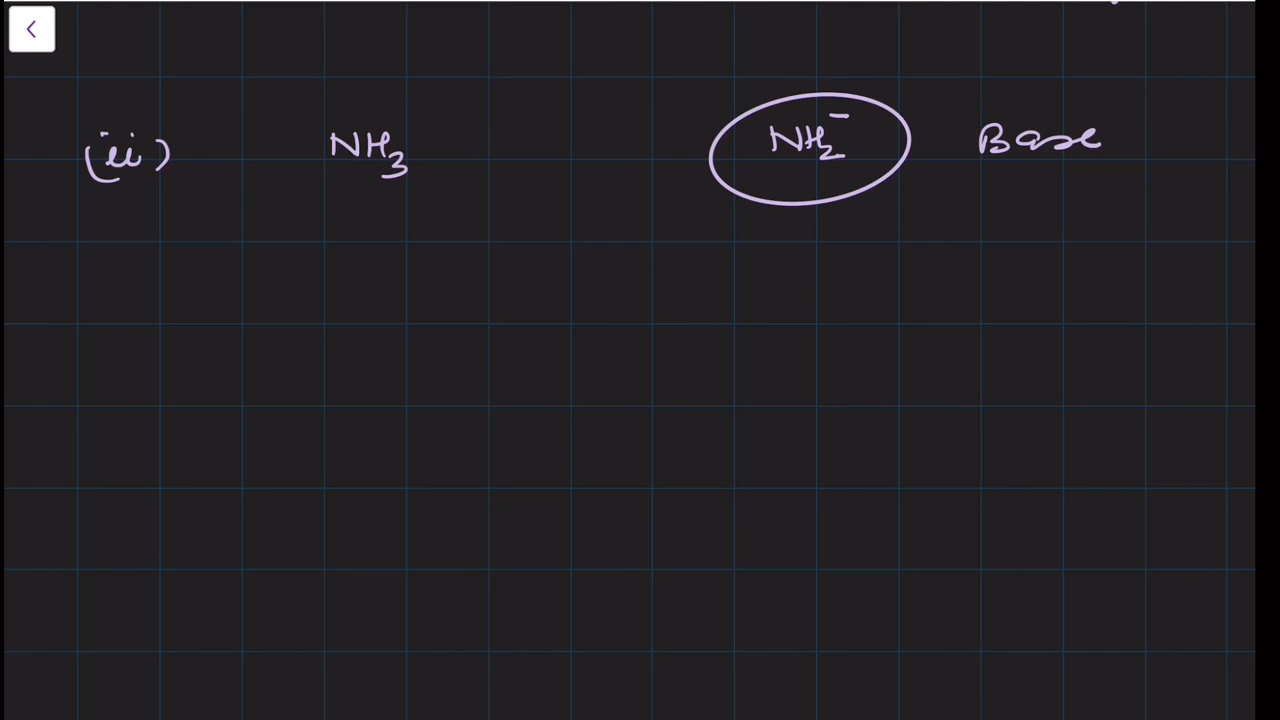 (ii) NH₃ NH₂⁻ Base